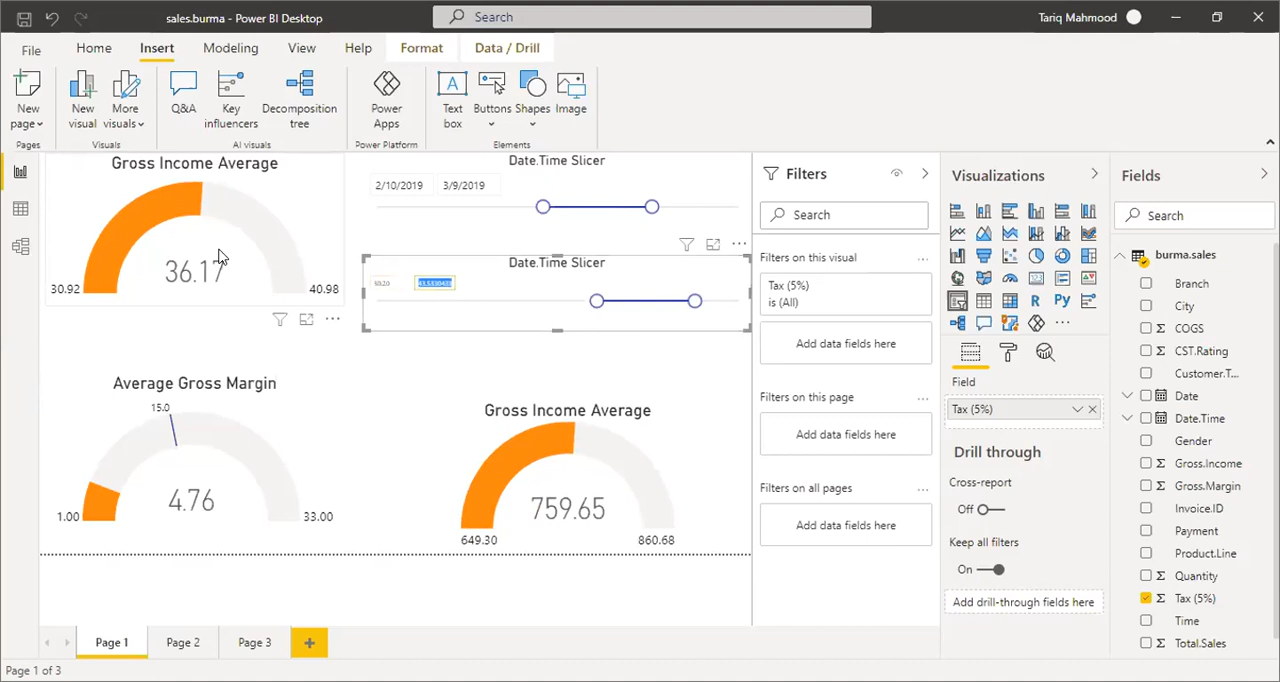 sales.burma - Power BI Desktop
Search
Tariq Mahmood
File
Home
Insert
Modeling
View
Help
Format
Data / Drill
New page
New visual
More visuals
Q&A
Key influencers
Decomposition tree
Power Apps
Text box
Buttons
Shapes
Image
Pages
Visuals
AI visuals
Power Platform
Elements
Gross Income Average
36.17
30.92
40.98
Date.Time Slicer
2/10/2019
3/9/2019
Date.Time Slicer
Average Gross Margin
15.0
4.76
1.00
33.00
Gross Income Average
759.65
649.30
860.68
Filters
Search
Filters on this visual
Tax (5%)
is (All)
Add data fields here
Filters on this page
Add data fields here
Filters on all pages
Add data fields here
Visualizations
R
Py
Field
Tax (5%)
Drill through
Cross-report
Off
Keep all filters
On
Add drill-through fields here
Fields
Search
burma.sales
Branch
City
COGS
CST.Rating
Customer.T...
Date
Date.Time
Gender
Gross.Income
Gross.Margin
Invoice.ID
Payment
Product.Line
Quantity
Tax (5%)
Time
Total.Sales
Page 1
Page 2
Page 3
Page 1 of 3